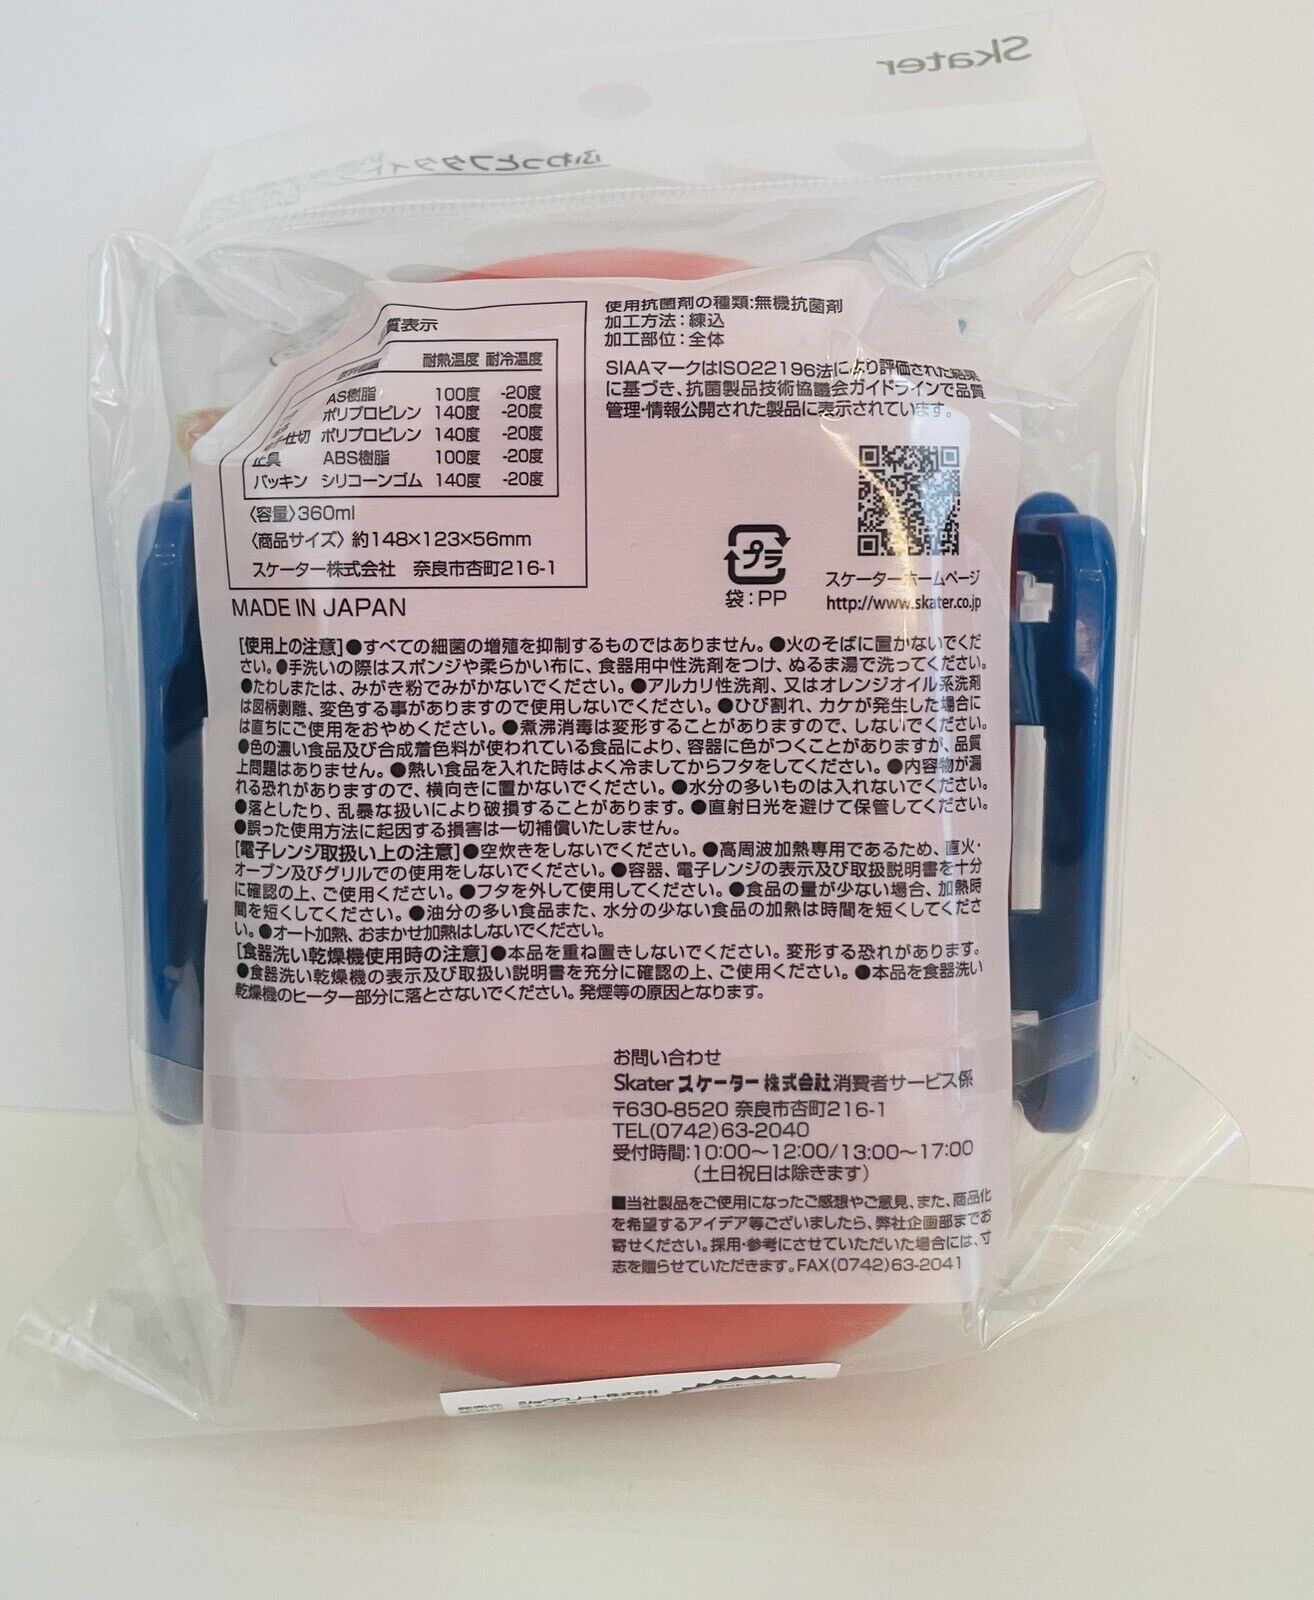 Skater
ふわっとフタタイト
質表示
耐熱温度 耐冷温度
AS樹脂 100度 -20度
ポリプロピレン 140度 -20度
仕切 ポリプロピレン 140度 -20度
止具 ABS樹脂 100度 -20度
パッキン シリコーンゴム 140度 -20度
〈容量〉360ml
〈商品サイズ〉約148×123×56mm
スケーター株式会社 奈良市杏町216-1
MADE IN JAPAN
使用抗菌剤の種類:無機抗菌剤
加工方法:練込
加工部位:全体
SIAAマークはISO22196法により評価された結果
に基づき、抗菌製品技術協議会ガイドラインで品質
管理・情報公開された製品に表示されています。
プラ
袋:PP
スケーターホームページ
http://www.skater.co.jp
[使用上の注意]●すべての細菌の増殖を抑制するものではありません。●火のそばに置かないでくだ
さい。●手洗いの際はスポンジや柔らかい布に、食器用中性洗剤をつけ、ぬるま湯で洗ってください。
●たわしまたは、みがき粉でみがかないでください。●アルカリ性洗剤、又はオレンジオイル系洗剤
は図柄剥離、変色する事がありますので使用しないでください。●ひび割れ、カケが発生した場合に
は直ちにご使用をおやめください。●煮沸消毒は変形することがありますので、しないでください。
●色の濃い食品及び合成着色料が使われている食品により、容器に色がつくことがありますが、品質
上問題はありません。●熱い食品を入れた時はよく冷ましてからフタをしてください。●内容物が漏
れる恐れがありますので、横向きに置かないでください。●水分の多いものは入れないでください。
●落としたり、乱暴な扱いにより破損することがあります。●直射日光を避けて保管してください。
●誤った使用方法に起因する損害は一切補償いたしません。
[電子レンジ取扱い上の注意]●空炊きをしないでください。●高周波加熱専用であるため、直火・
オーブン及びグリルでの使用をしないでください。●容器、電子レンジの表示及び取扱説明書を十分
に確認の上、ご使用ください。●フタを外して使用してください。●食品の量が少ない場合、加熱時
間を短くしてください。●油分の多い食品また、水分の少ない食品の加熱は時間を短くしてくださ
い。●オート加熱、おまかせ加熱はしないでください。
[食器洗い乾燥機使用時の注意]●本品を重ね置きしないでください。変形する恐れがあります。
●食器洗い乾燥機の表示及び取扱い説明書を充分に確認の上、ご使用ください。●本品を食器洗い
乾燥機のヒーター部分に落とさないでください。発煙等の原因となります。
お問い合わせ
Skater スケーター株式会社 消費者サービス係
〒630-8520 奈良市杏町216-1
TEL(0742)63-2040
受付時間:10:00〜12:00/13:00〜17:00
(土日祝日は除きます)
■当社製品をご使用になったご感想やご意見、また、商品化
を希望するアイデア等ございましたら、弊社企画部までお
寄せください。採用・参考にさせていただいた場合には、寸
志を贈らせていただきます。FAX(0742)63-2041